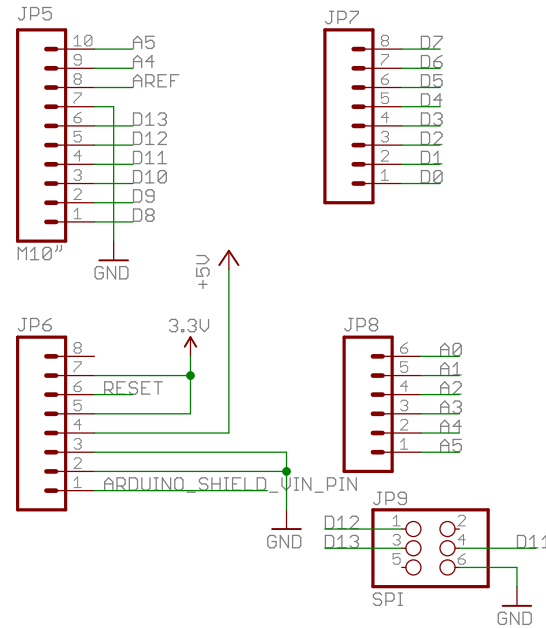 JP5
10 A5
9 A4
8 AREF
7
6 D13
5 D12
4 D11
3 D10
2 D9
1 D8
M10"
GND
JP7
8 D7
7 D6
6 D5
5 D4
4 D3
3 D2
2 D1
1 D0
+5V
3.3V
JP6
8
7
6 RESET
5
4
3
2
1 ARDUINO_SHIELD_VIN_PIN
GND
JP8
6 A0
5 A1
4 A2
3 A3
2 A4
1 A5
JP9
D12 1 2
D13 3 4 D11
5 6
SPI
GND